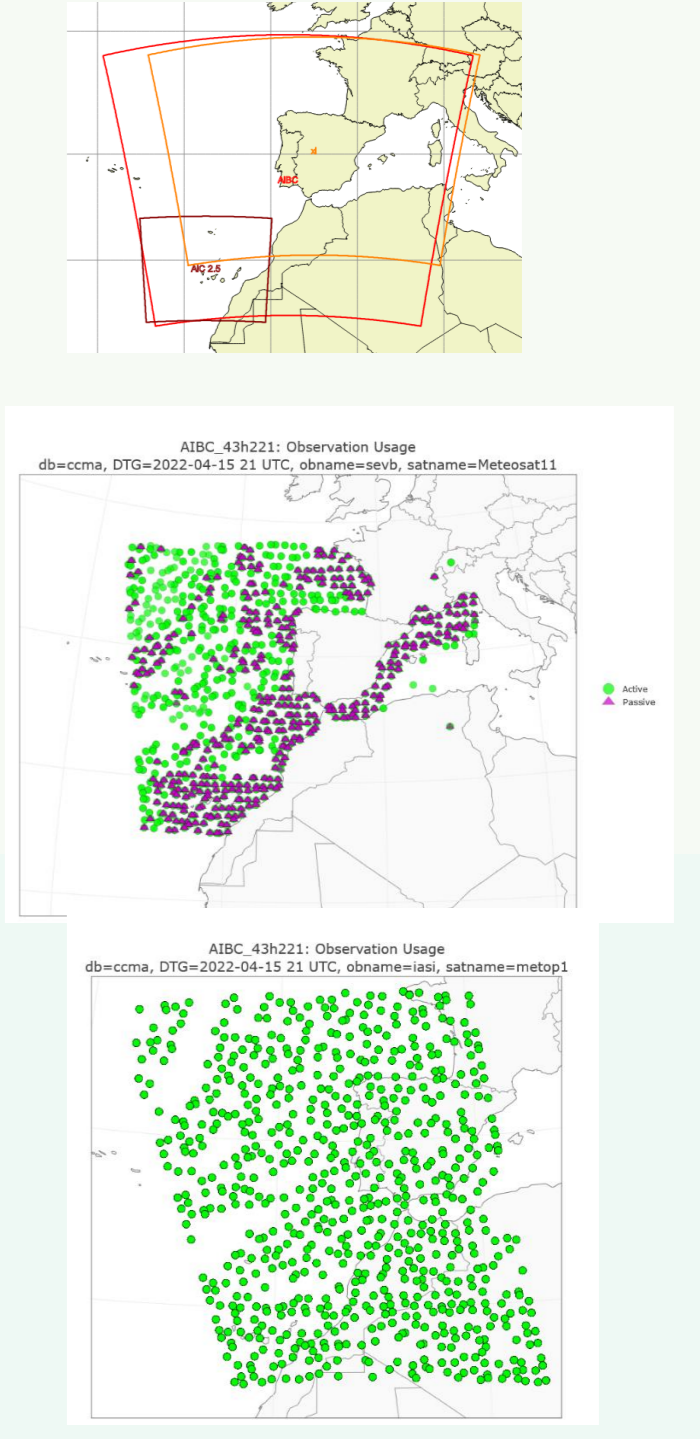 AIBC
AIC 2.5
AIBC_43h221: Observation Usage
db=ccma, DTG=2022-04-15 21 UTC, obname=sevb, satname=Meteosat11
Active
Passive
AIBC_43h221: Observation Usage
db=ccma, DTG=2022-04-15 21 UTC, obname=iasi, satname=metop1